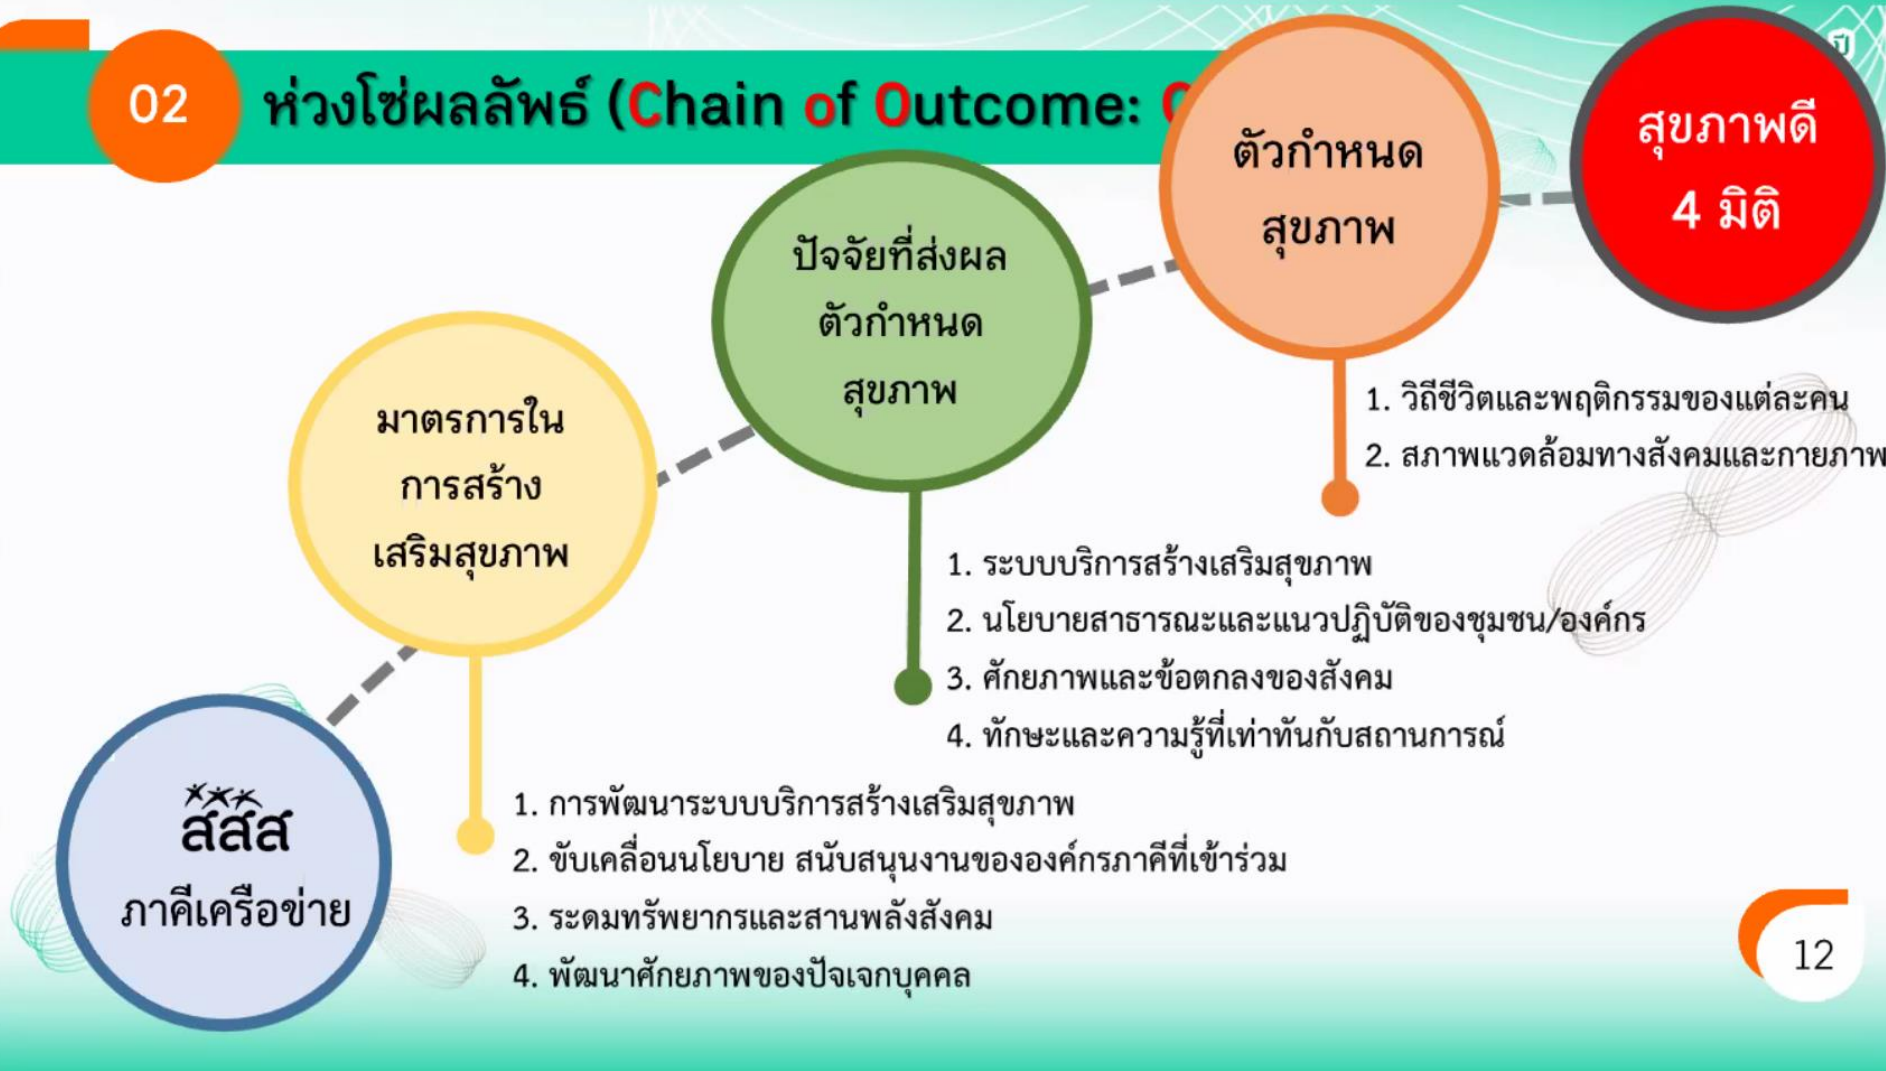 02
ห่วงโซ่ผลลัพธ์ (Chain of Outcome:
ปี
สุขภาพดี
4 มิติ
ตัวกำหนด
สุขภาพ
1. วิถีชีวิตและพฤติกรรมของแต่ละคน
2. สภาพแวดล้อมทางสังคมและกายภาพ
ปัจจัยที่ส่งผล
ตัวกำหนด
สุขภาพ
1. ระบบบริการสร้างเสริมสุขภาพ
2. นโยบายสาธารณะและแนวปฏิบัติของชุมชน/องค์กร
3. ศักยภาพและข้อตกลงของสังคม
4. ทักษะและความรู้ที่เท่าทันกับสถานการณ์
มาตรการใน
การสร้าง
เสริมสุขภาพ
1. การพัฒนาระบบบริการสร้างเสริมสุขภาพ
2. ขับเคลื่อนนโยบาย สนับสนุนงานขององค์กรภาคีที่เข้าร่วม
3. ระดมทรัพยากรและสานพลังสังคม
4. พัฒนาศักยภาพของปัจเจกบุคคล
สสส
ภาคีเครือข่าย
12